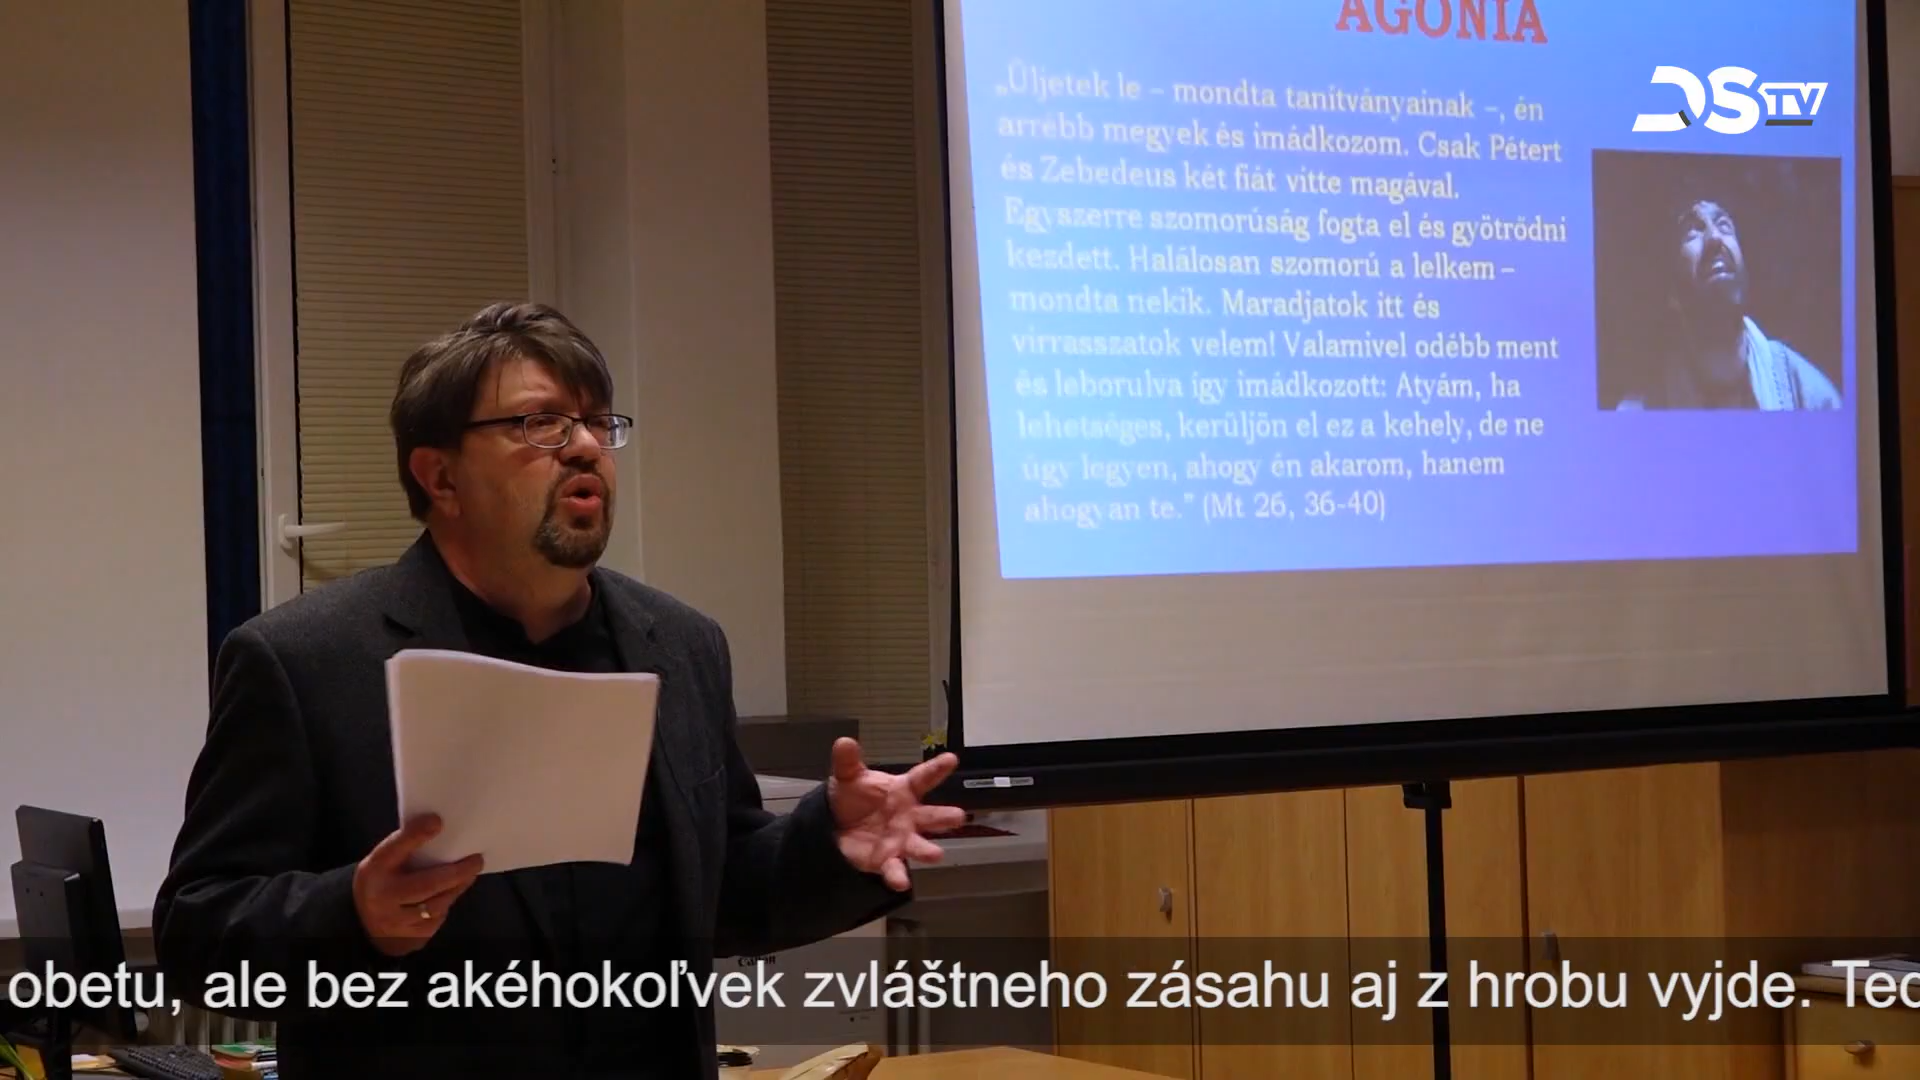 AGÓNIA
DSTV
„Üljetek le – mondta tanítványainak –, én
arrébb megyek és imádkozom. Csak Pétert
és Zebedeus két fiát vitte magával.
Egyszerre szomorúság fogta el és gyötrődni
kezdett. Halálosan szomorú a lelkem –
mondta nekik. Maradjatok itt és
virrasszatok velem! Valamivel odébb ment
és leborulva így imádkozott: Atyám, ha
lehetséges, kerüljön el ez a kehely, de ne
úgy legyen, ahogy én akarom, hanem
ahogyan te." (Mt 26, 36-40)
Canon
obetu, ale bez akéhokoľvek zvláštneho zásahu aj z hrobu vyjde. Ted